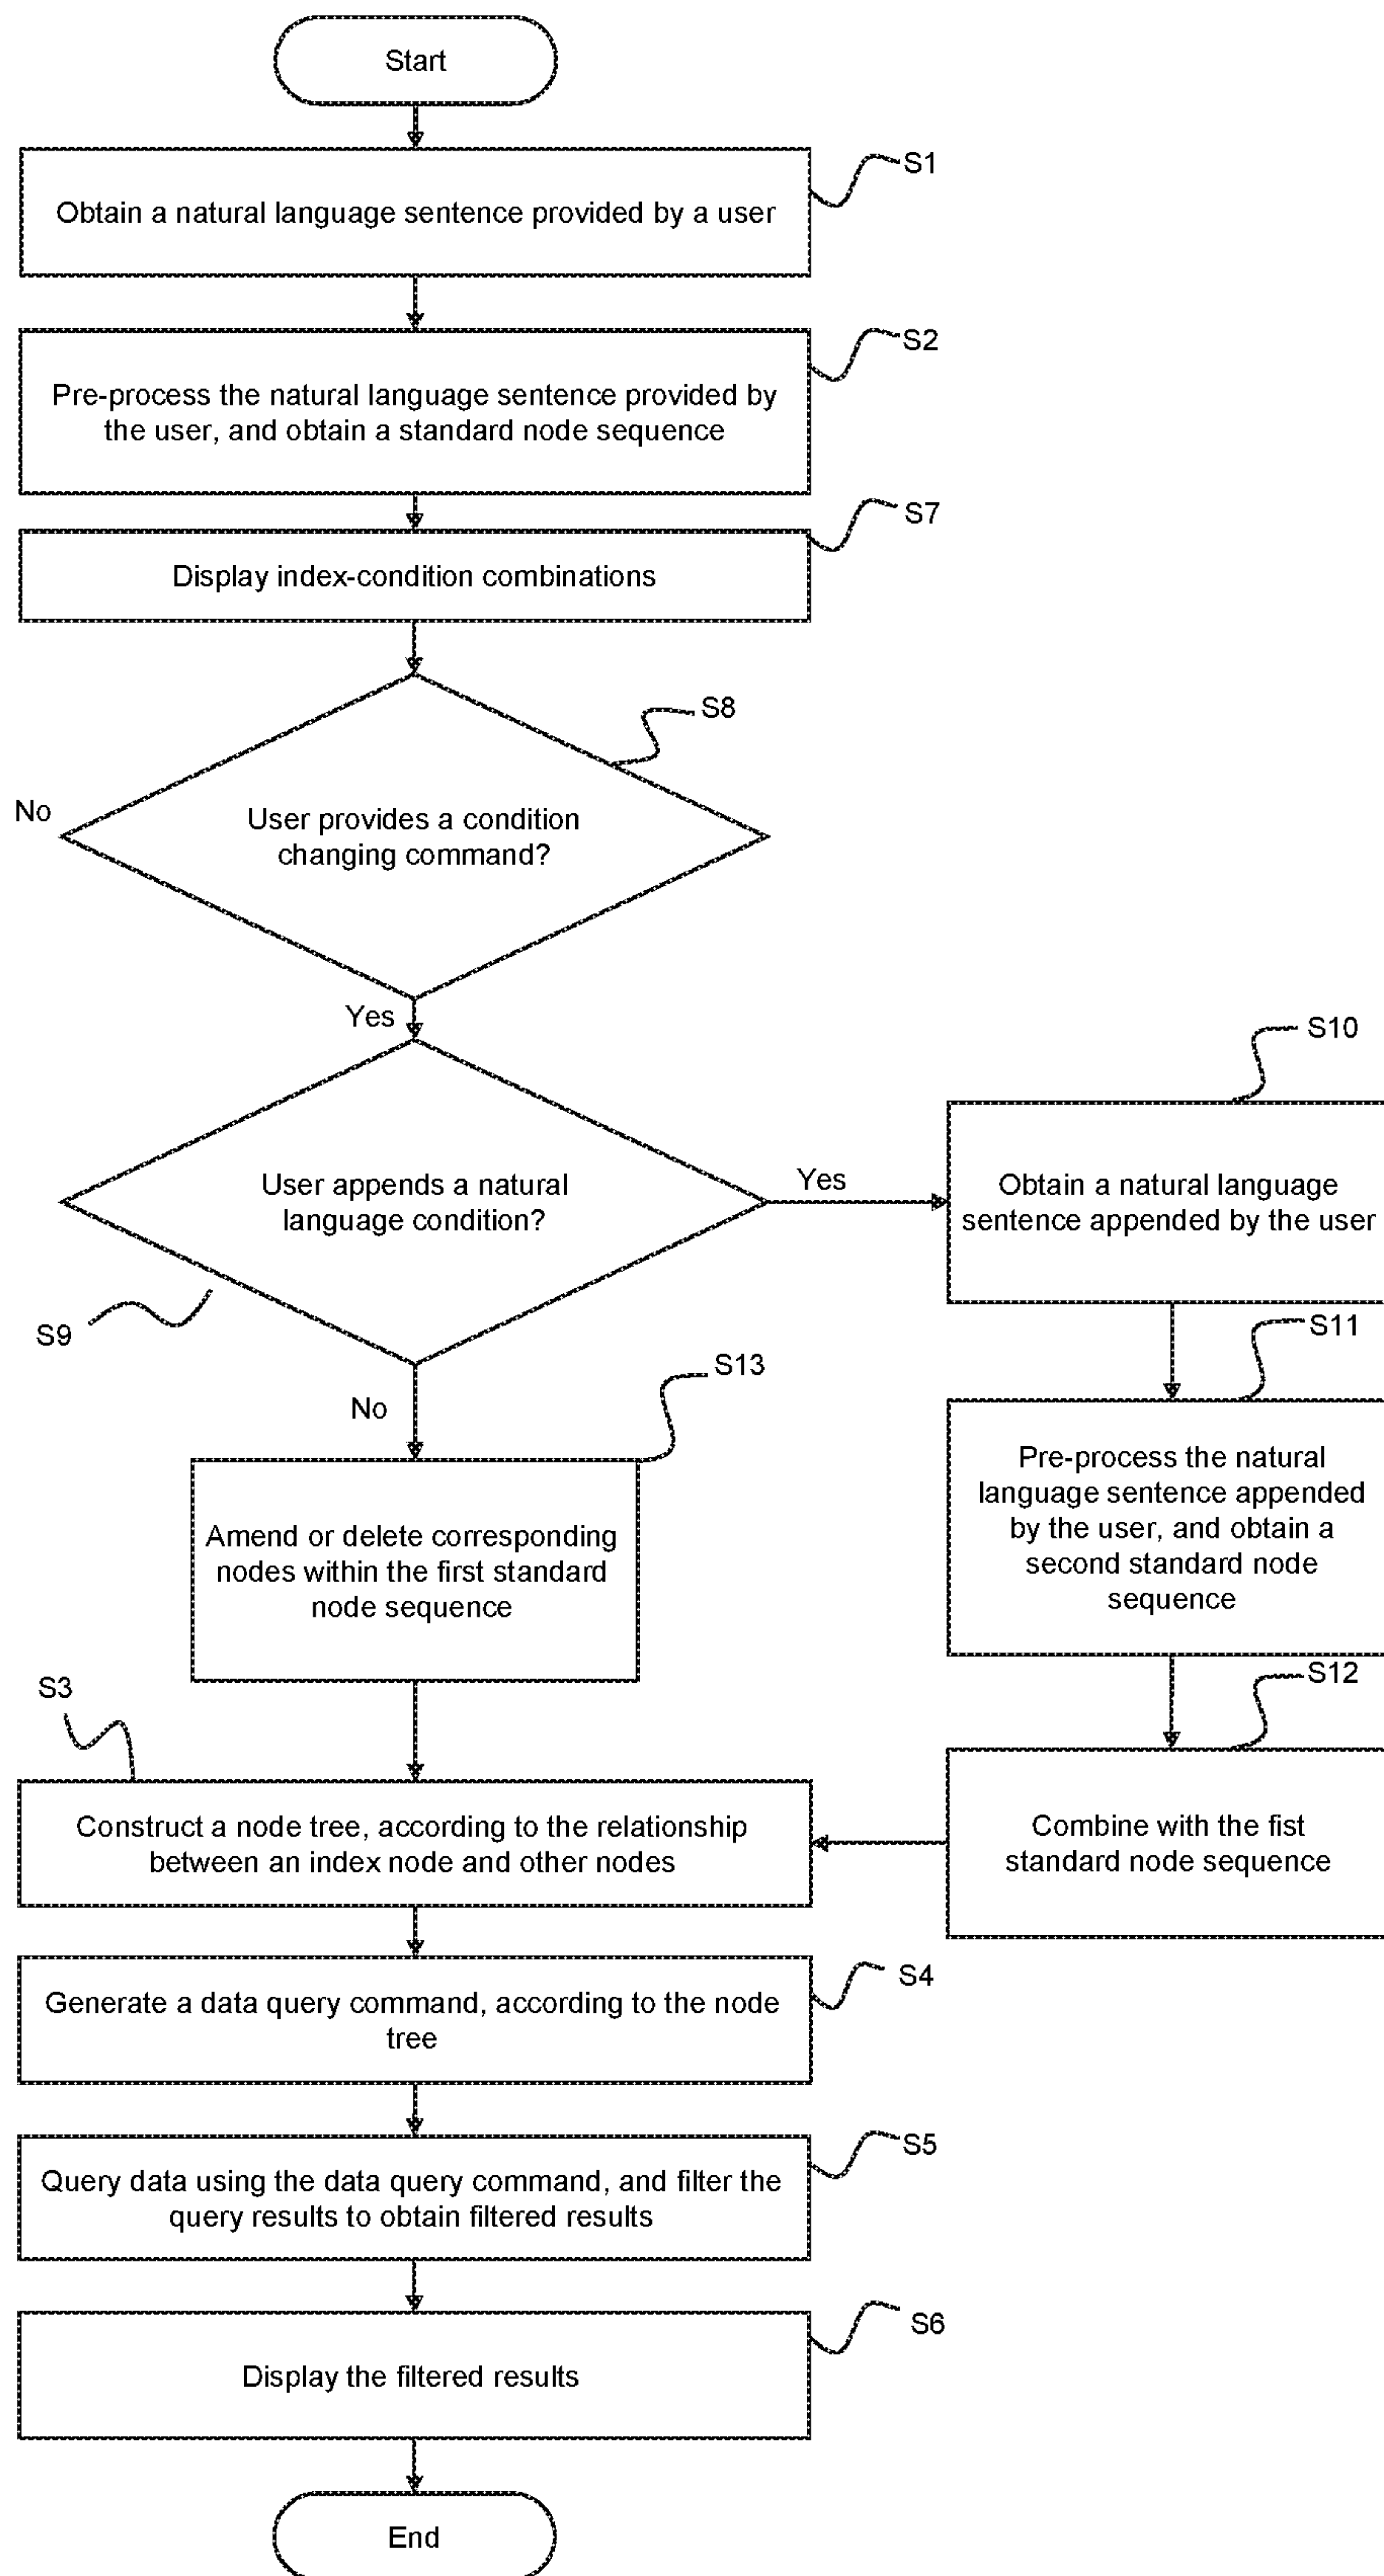 Start
S1
Obtain a natural language sentence provided by a user
S2
Pre-process the natural language sentence provided by
the user, and obtain a standard node sequence
S7
Display index-condition combinations
S8
No
User provides a condition
changing command?
Yes
S10
User appends a natural
language condition?
Yes
Obtain a natural language
sentence appended by the user
S9
S11
S13
No
Pre-process the natural
language sentence appended
by the user, and obtain a
second standard node
sequence
Amend or delete corresponding
nodes within the first standard
node sequence
S12
S3
Construct a node tree, according to the relationship
between an index node and other nodes
Combine with the fist
standard node sequence
S4
Generate a data query command, according to the node
tree
S5
Query data using the data query command, and filter the
query results to obtain filtered results
S6
Display the filtered results
End